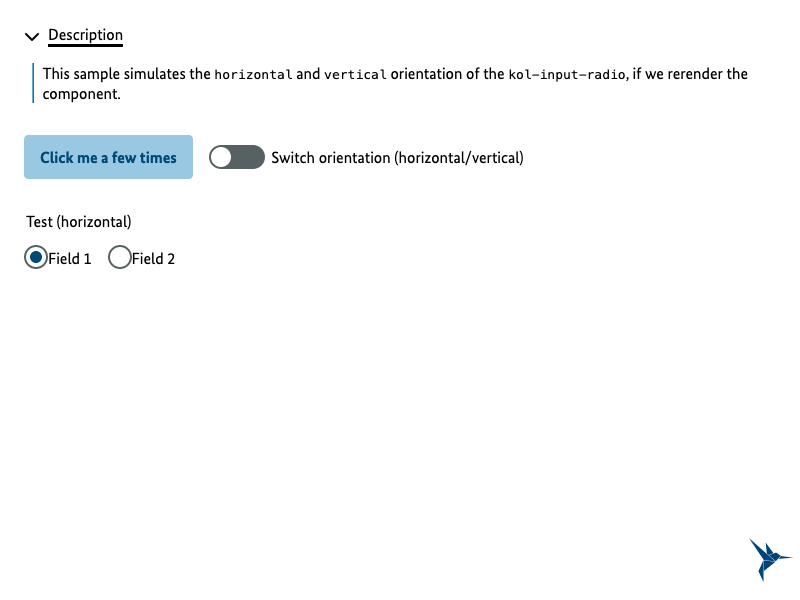 Description
This sample simulates the horizontal and vertical orientation of the kol-input-radio, if we rerender the
component.
Click me a few times
Switch orientation (horizontal/vertical)
Test (horizontal)
Field 1
Field 2